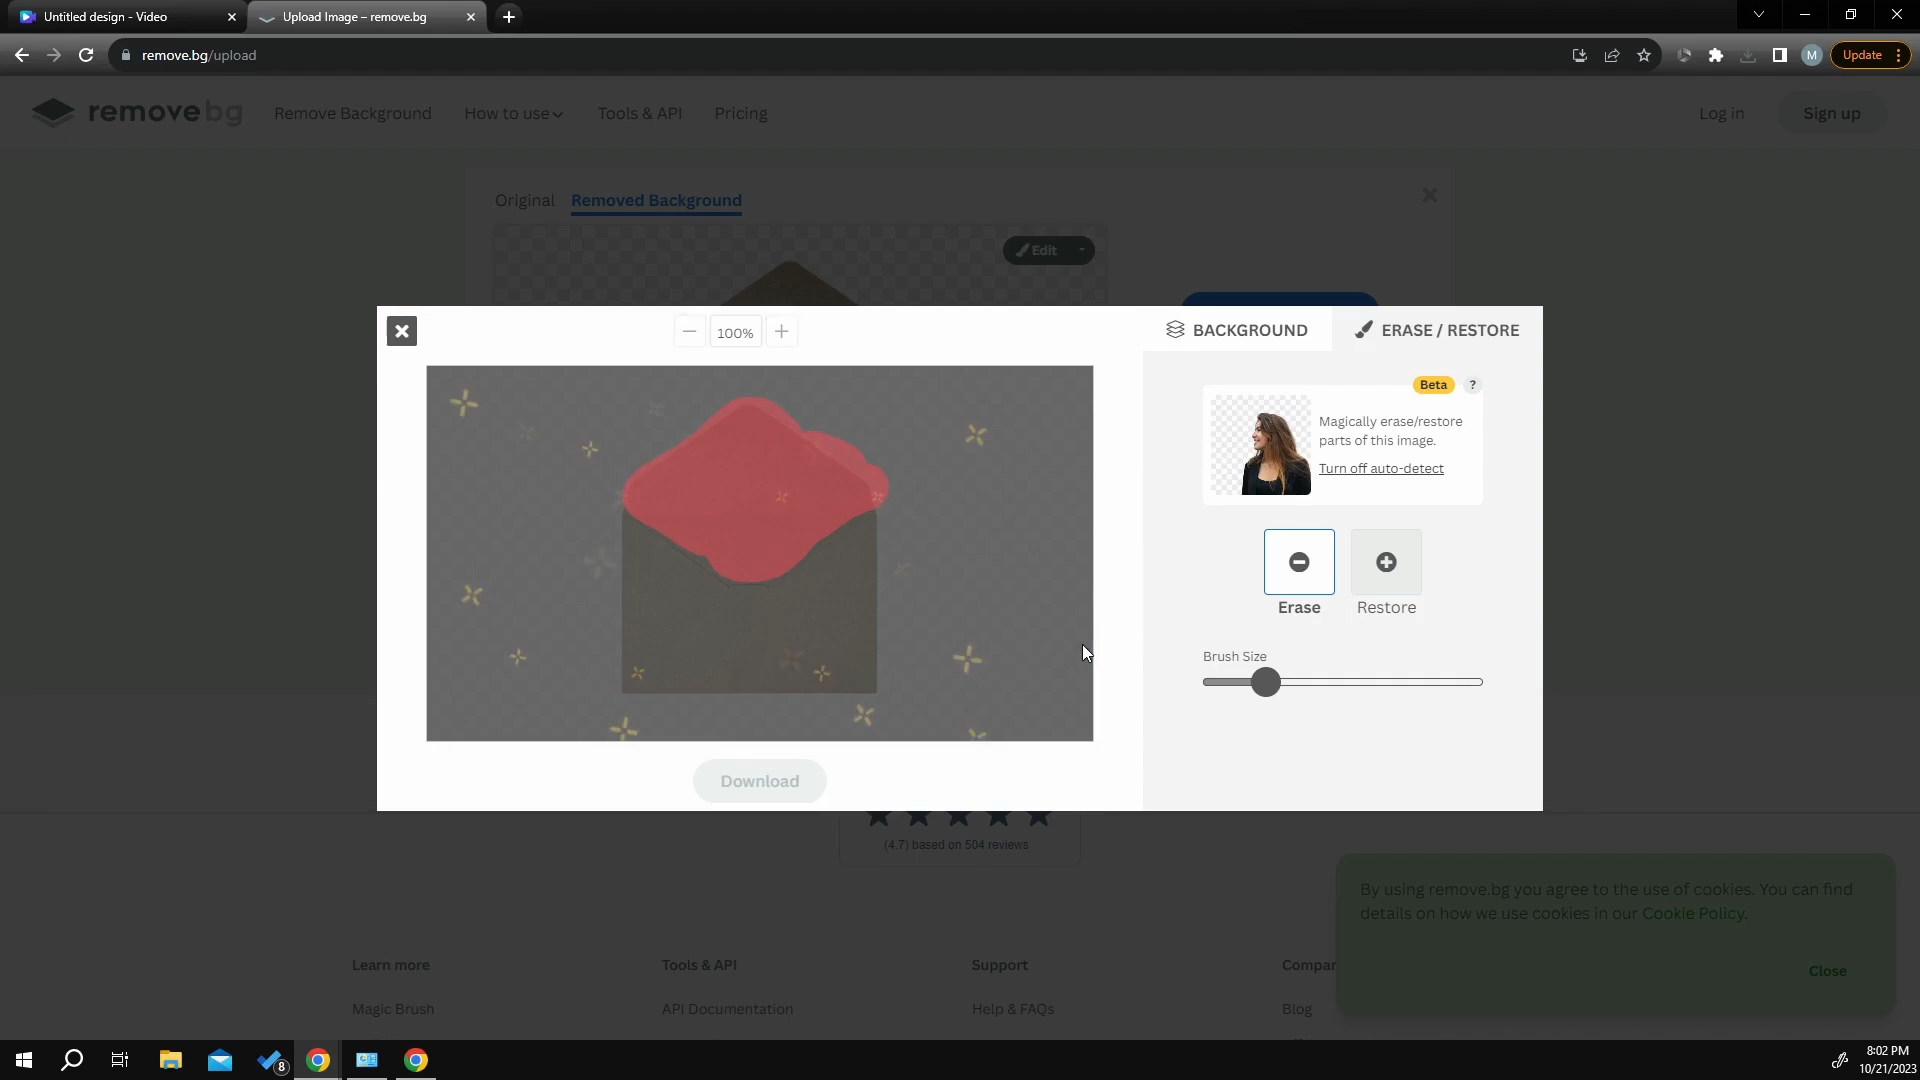 Untitled design - Video
Upload Image – remove.bg
remove.bg/upload
M
Update
removebg
Remove Background
How to use
Tools & API
Pricing
Log in
Sign up
Original
Removed Background
Edit
100%
BACKGROUND
ERASE / RESTORE
Beta
?
Magically erase/restore
parts of this image.
Turn off auto-detect
Erase
Restore
Brush Size
Download
(4.7) based on 504 reviews
By using remove.bg you agree to the use of cookies. You can find
details on how we use cookies in our Cookie Policy.
Close
Learn more
Tools & API
Support
Compan
Magic Brush
API Documentation
Help & FAQs
Blog
8
8:02 PM
10/21/2023